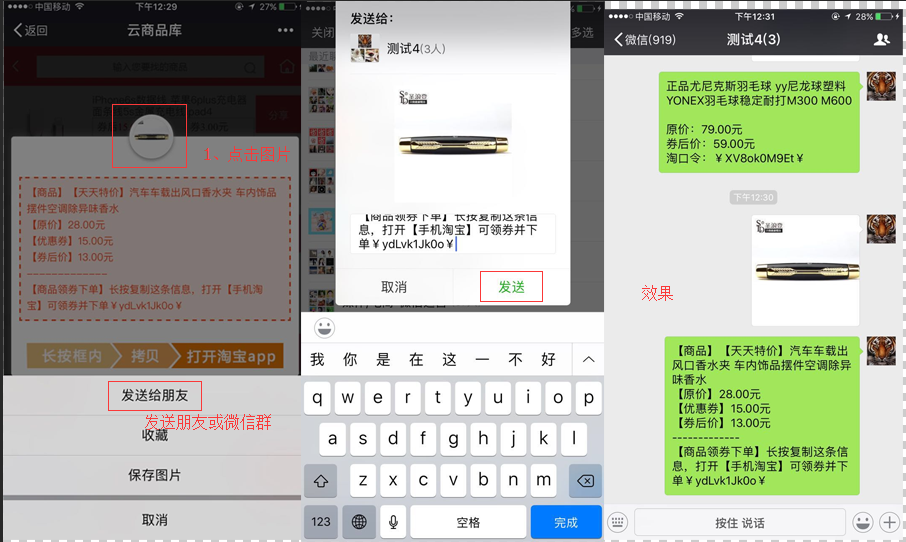 中国移动 下午12:29 27%
返回 云商品库
输入您要找的商品
分享
1、点击图片
【商品】【天天特价】汽车车载出风口香水夹 车内饰品
摆件空调除异味香水
【原价】28.00元
【优惠券】15.00元
【券后价】13.00元
-------------
【商品领券下单】长按复制这条信息，打开【手机淘
宝】可领券并下单￥ydLvk1Jk0o￥
长按框内 拷贝 打开淘宝app
发送给朋友
发送朋友或微信群
收藏
保存图片
取消
关闭
多选
发送给：
测试4(3人)
【商品领券下单】长按复制这条信
息，打开【手机淘宝】可领券并下
单￥ydLvk1Jk0o￥
取消 发送
我 你 是 在 这 一 不 好
q w e r t y u i o p
a s d f g h j k l
z x c v b n m
123 空格 完成
中国移动 下午12:31 28%
微信(919) 测试4(3)
正品尤尼克斯羽毛球 yy尼龙球塑料
YONEX羽毛球稳定耐打M300 M600
原价：79.00元
券后价：59.00元
淘口令：￥XV8ok0M9Et￥
下午12:30
效果
【商品】【天天特价】汽车车载出
风口香水夹 车内饰品摆件空调除异
味香水
【原价】28.00元
【优惠券】15.00元
【券后价】13.00元
-------------
【商品领券下单】长按复制这条信
息，打开【手机淘宝】可领券并下
单￥ydLvk1Jk0o￥
按住 说话